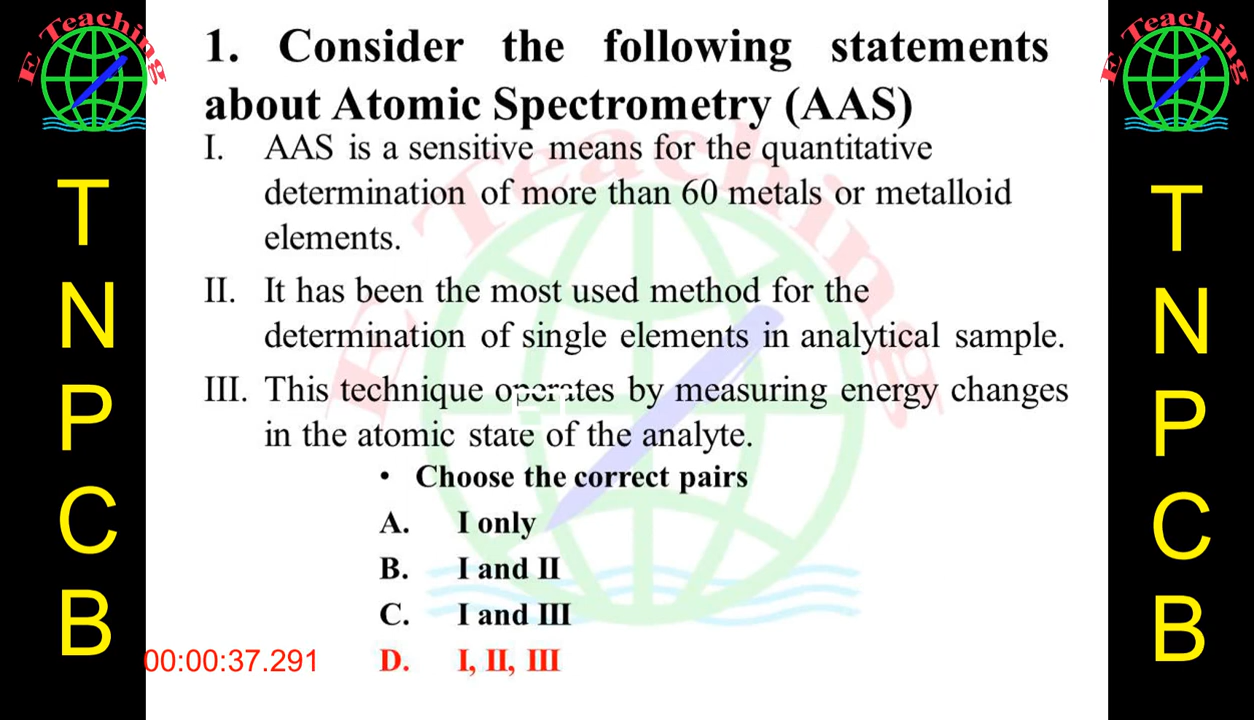 E Teaching
E Teaching
1. Consider the following statements
about Atomic Spectrometry (AAS)
I. AAS is a sensitive means for the quantitative
determination of more than 60 metals or metalloid
elements.
II. It has been the most used method for the
determination of single elements in analytical sample.
III. This technique operates by measuring energy changes
in the atomic state of the analyte.
• Choose the correct pairs
A. I only
B. I and II
C. I and III
D. I, II, III
00:00:37.291
T
N
P
C
B
T
N
P
C
B
E Teaching